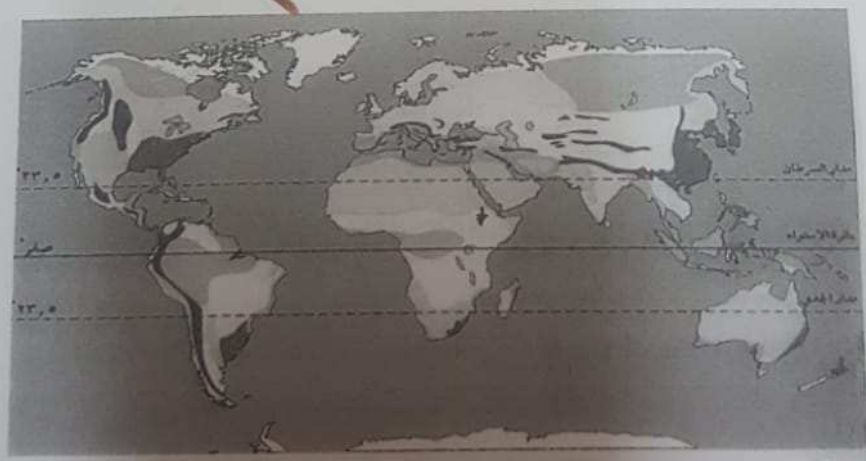 ٢٣,٥°
مدار السرطان
صفر°
دائرة الاستواء
٢٣,٥°
مدار الجدي